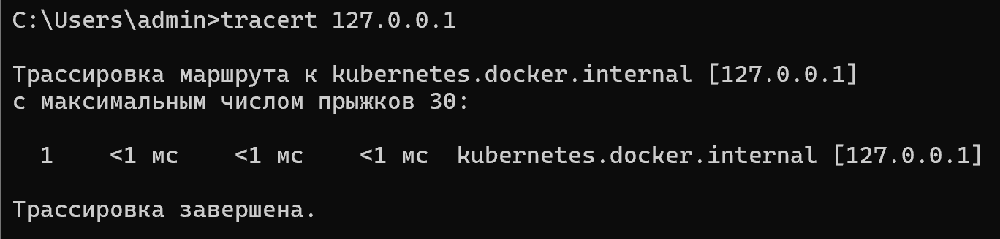 C:\Users\admin>tracert 127.0.0.1
Трассировка маршрута к kubernetes.docker.internal [127.0.0.1]
с максимальным числом прыжков 30:
1    <1 мс    <1 мс    <1 мс  kubernetes.docker.internal [127.0.0.1]
Трассировка завершена.